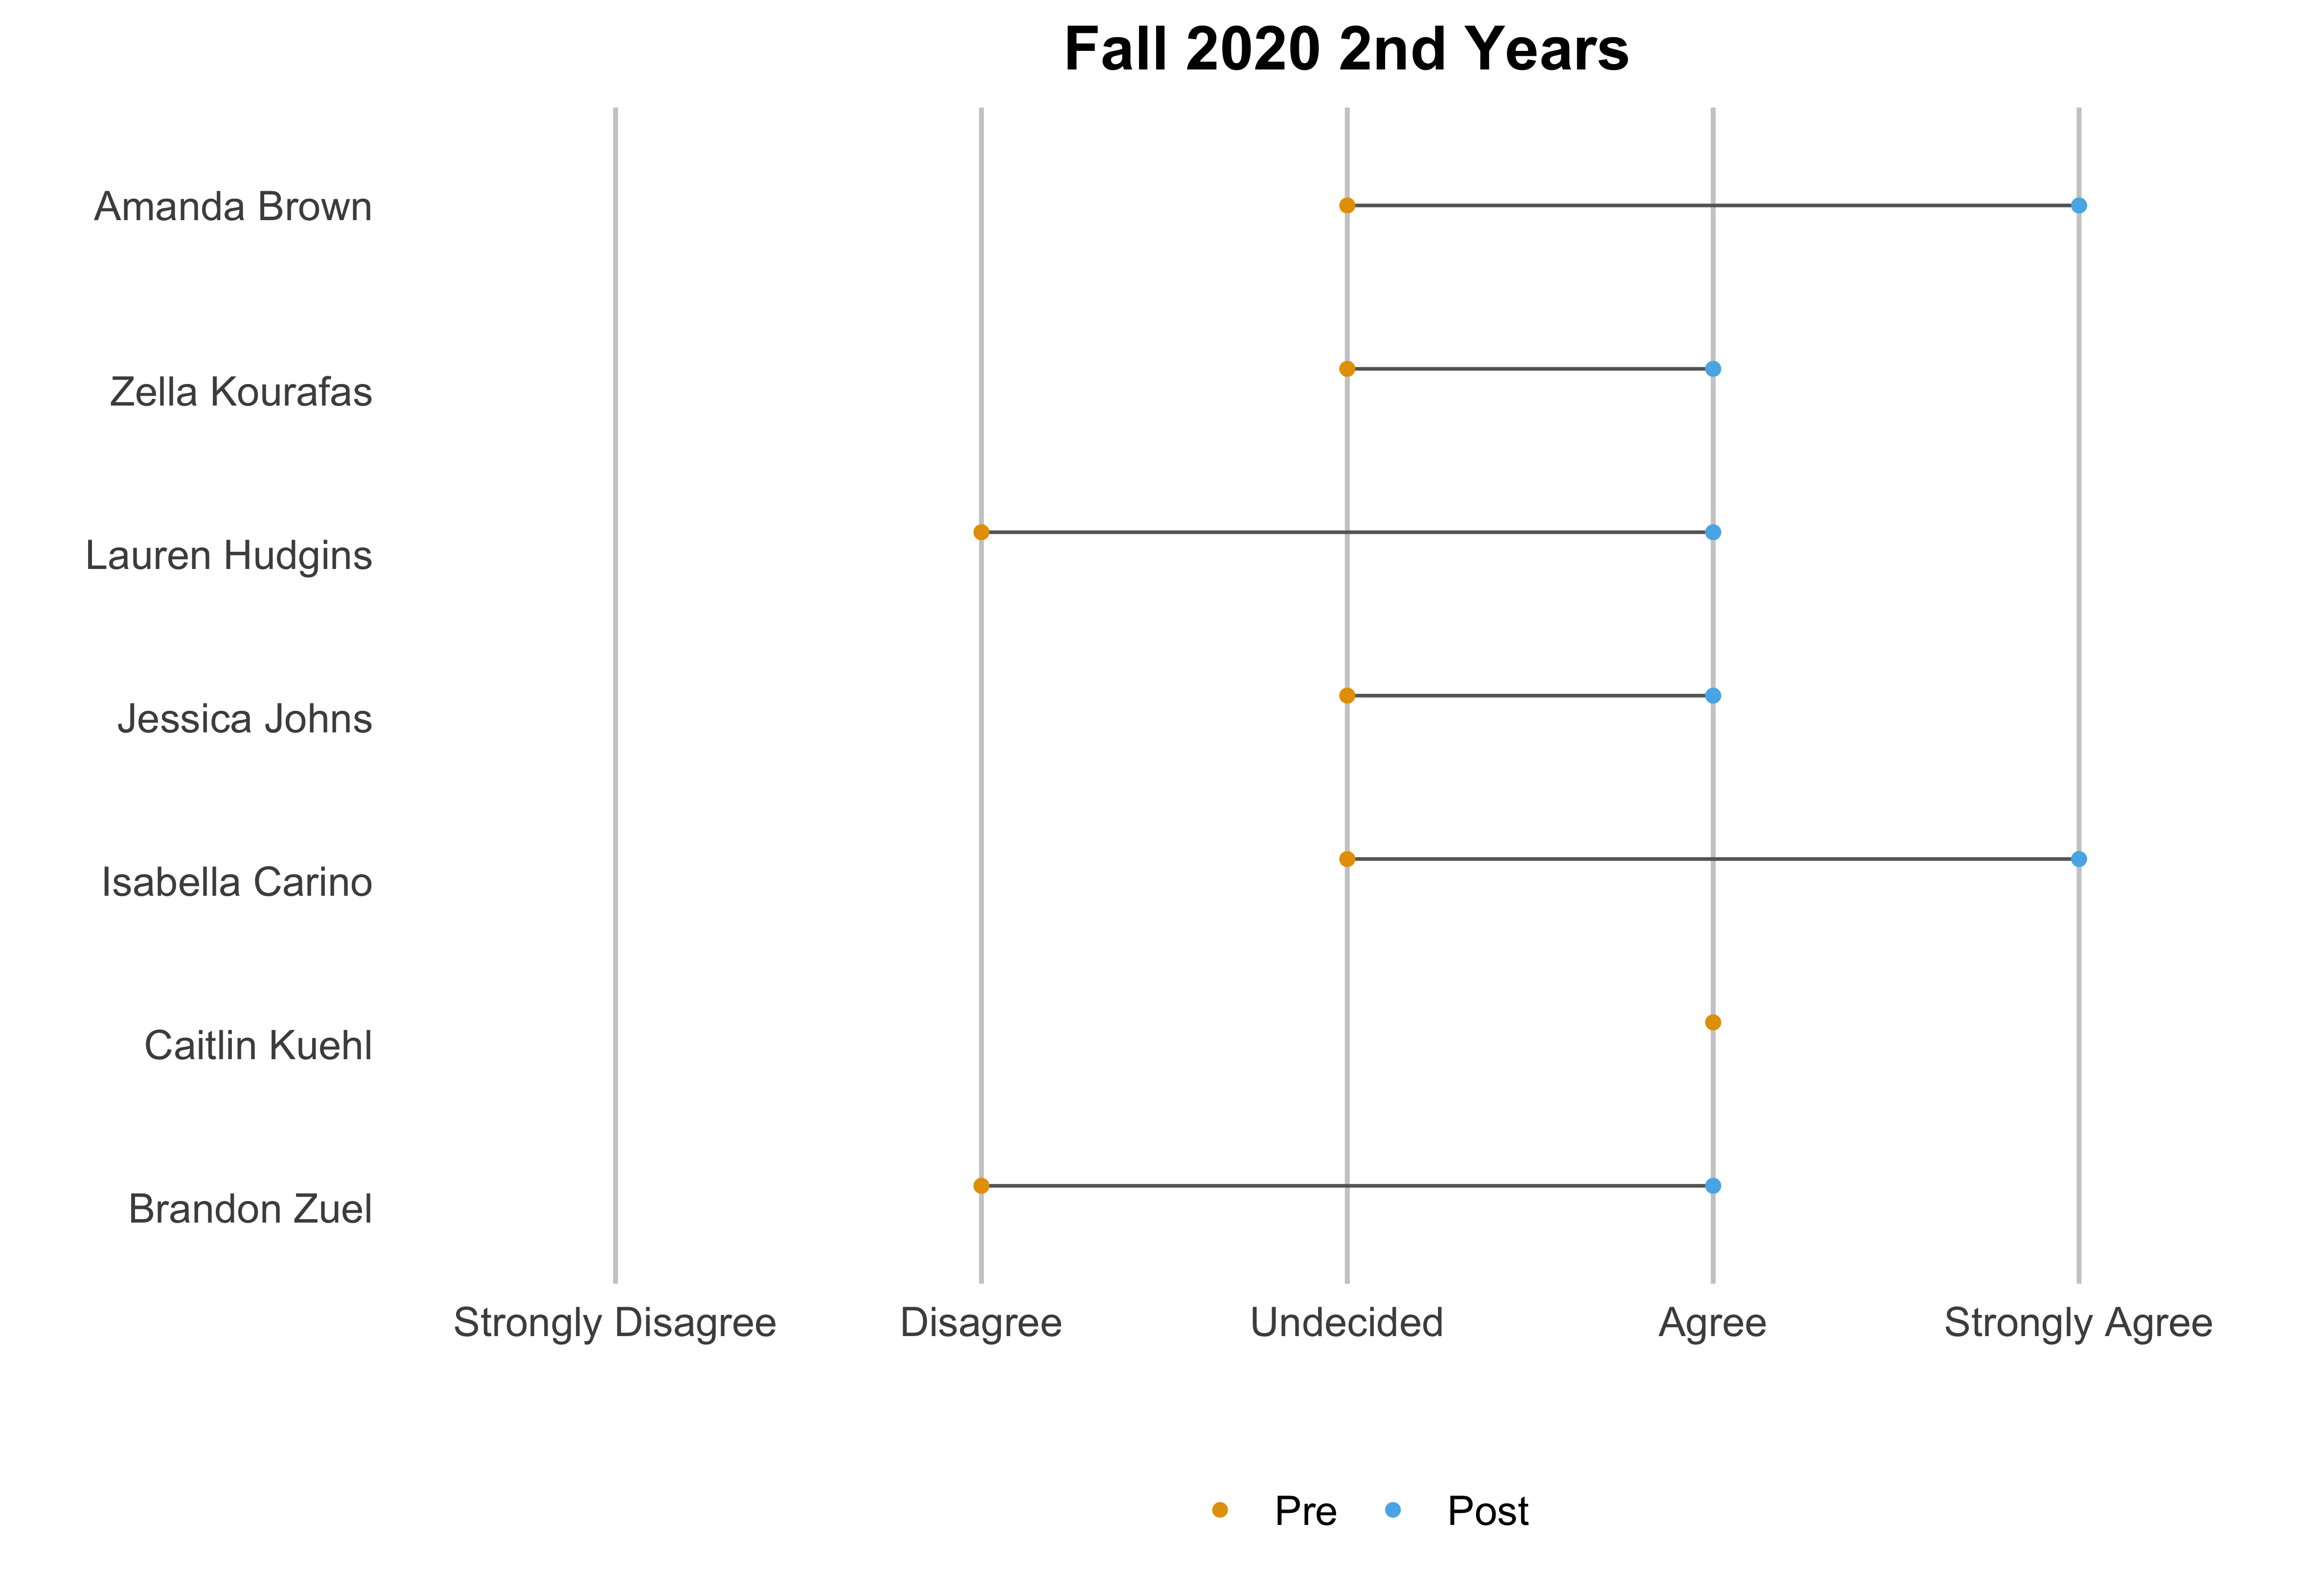 Fall 2020 2nd Years
Amanda Brown
Zella Kourafas
Lauren Hudgins
Jessica Johns
Isabella Carino
Caitlin Kuehl
Brandon Zuel
Strongly Disagree Disagree Undecided Agree Strongly Agree
Pre Post